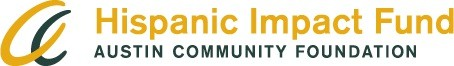 Hispanic Impact Fund
AUSTIN COMMUNITY FOUNDATION